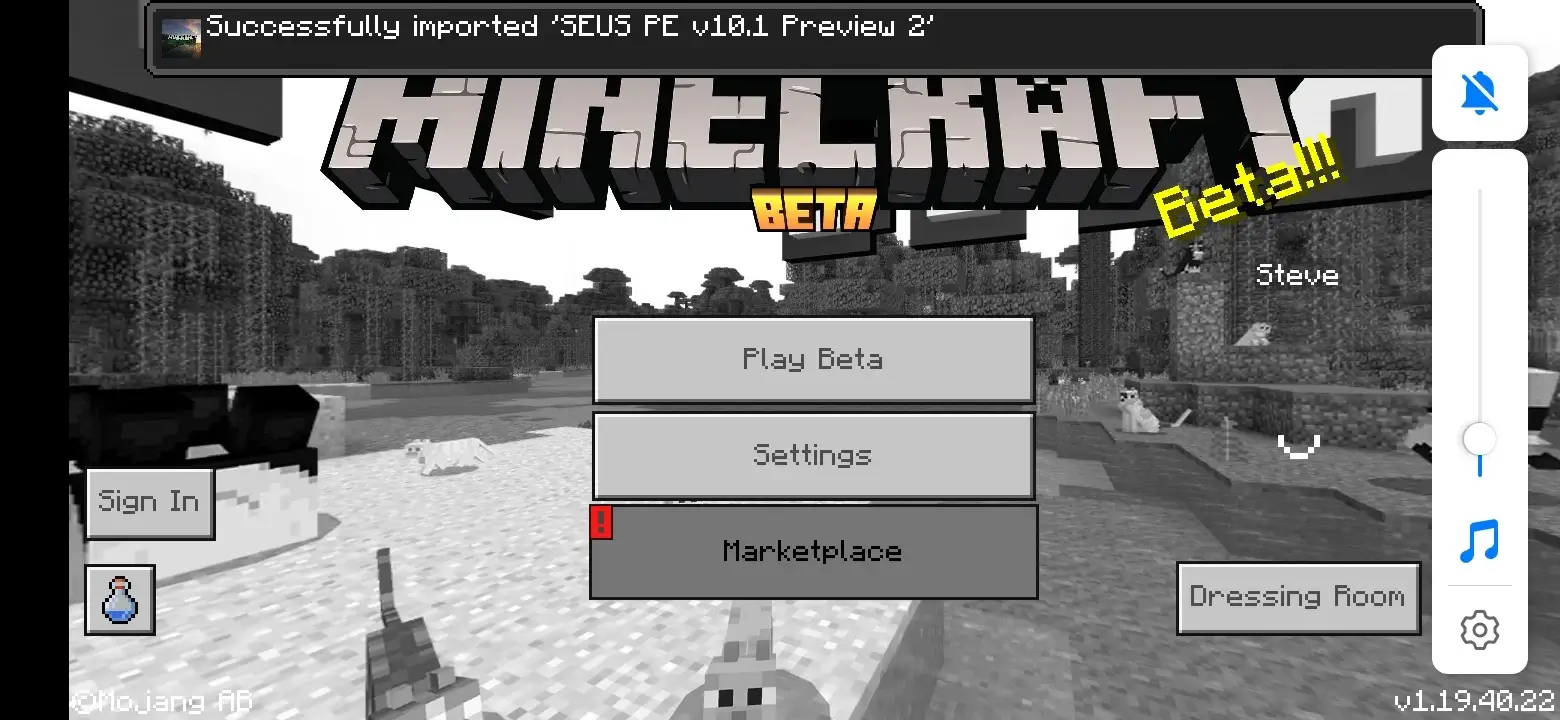 Successfully imported 'SEUS PE v10.1 Preview 2'
MINECRAFT
BETA
Beta!!!
Steve
Play Beta
Settings
Sign In
!
Marketplace
Dressing Room
©Mojang AB
v1.19.40.22